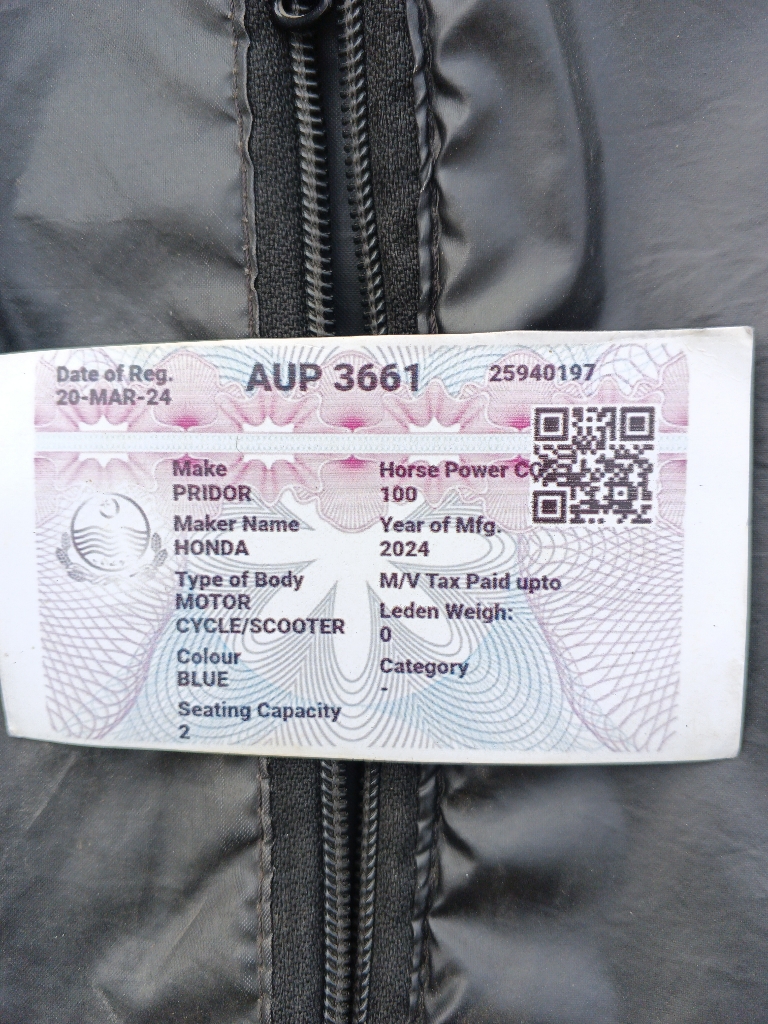 Date of Reg. AUP 3661 25940197
20-MAR-24
Make
PRIDOR
Maker Name
HONDA
Type of Body
MOTOR
CYCLE/SCOOTER
Colour
BLUE
Seating Capacity
2
Horse Power
100
Year of Mfg.
2024
M/V Tax Paid upto
Leden Weigh:
0
Category
-